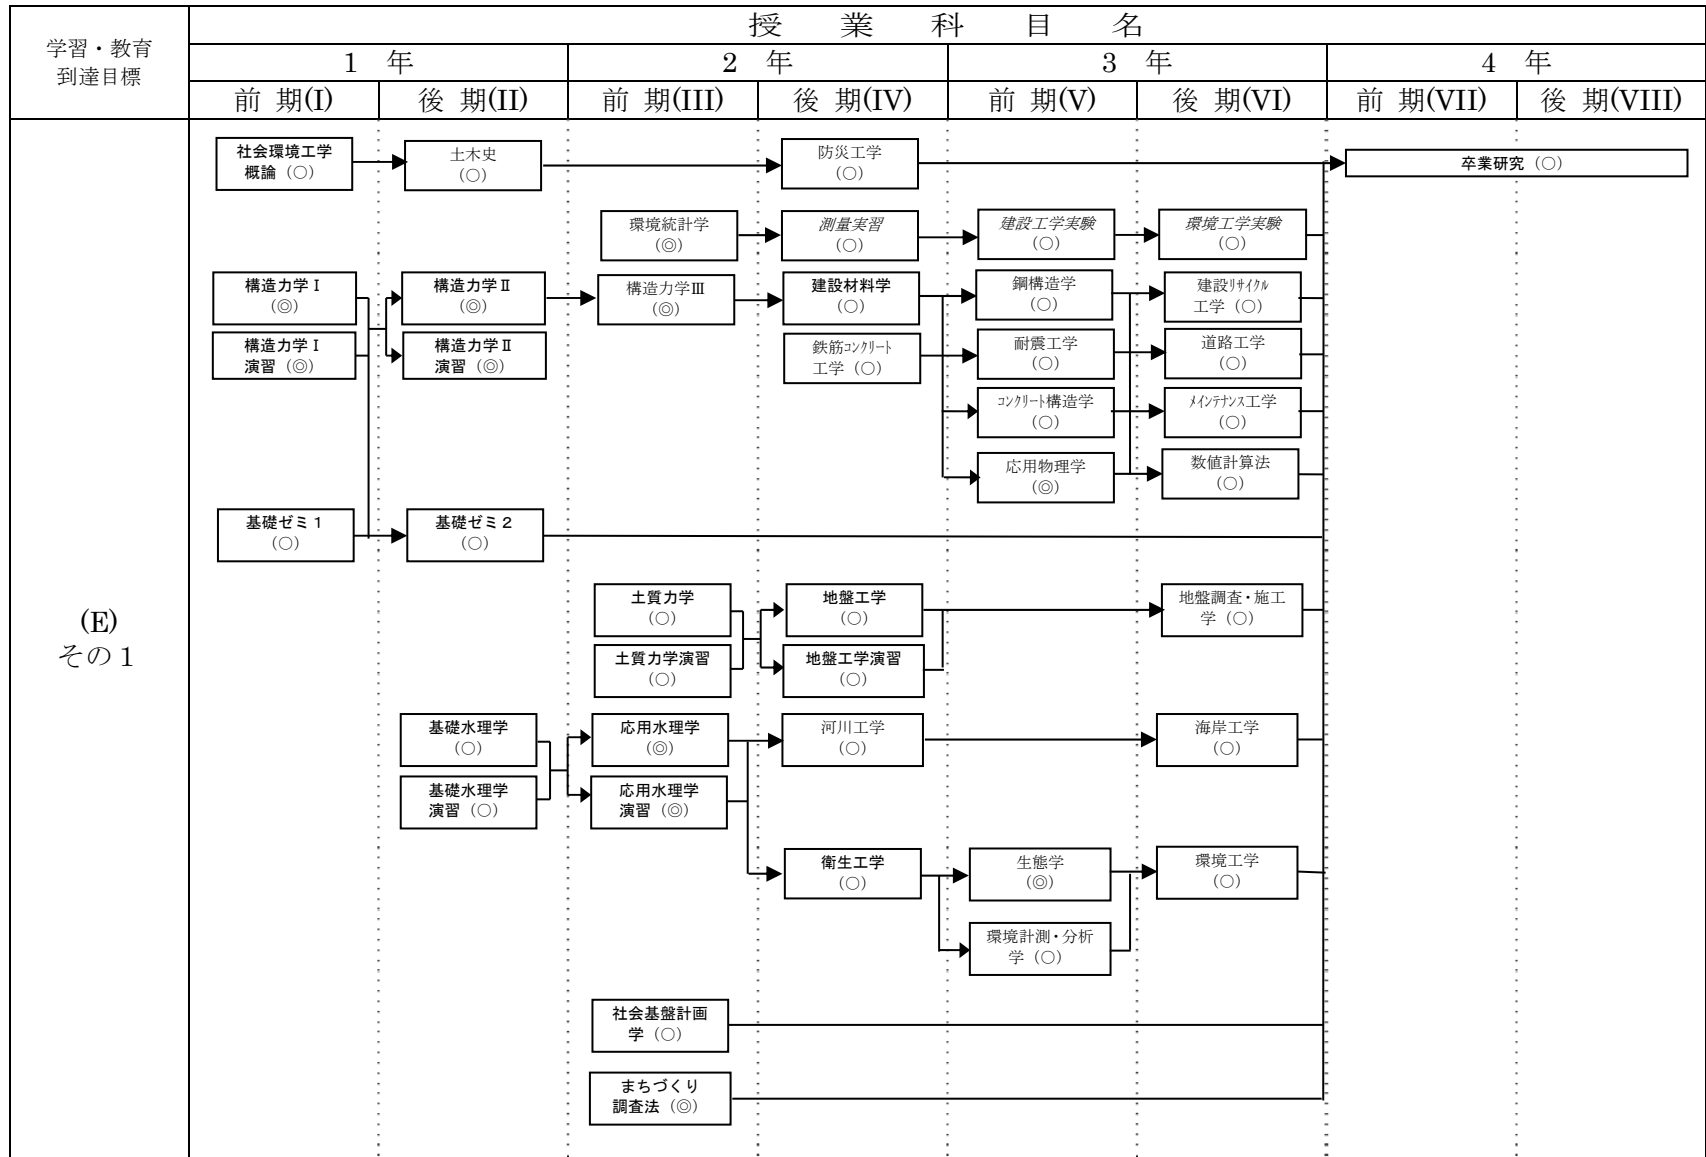 授 業 科 目 名
学習・教育
到達目標
1 年
2 年
3 年
4 年
前 期(I)
後 期(II)
前 期(III)
後 期(IV)
前 期(V)
後 期(VI)
前 期(VII)
後 期(VIII)
社会環境工学
概論（○）
土木史
（○）
防災工学
（○）
卒業研究（○）
環境統計学
（◎）
測量実習
（○）
建設工学実験
（○）
環境工学実験
（○）
構造力学Ⅰ
（◎）
構造力学Ⅱ
（◎）
構造力学Ⅲ
（◎）
建設材料学
（○）
鋼構造学
（○）
建設ﾘｻｲｸﾙ
工学（○）
構造力学Ⅰ
演習（◎）
構造力学Ⅱ
演習（◎）
鉄筋ｺﾝｸﾘｰﾄ
工学（○）
耐震工学
（○）
道路工学
（○）
ｺﾝｸﾘｰﾄ構造学
（○）
ﾒｲﾝﾃﾅﾝｽ工学
（○）
応用物理学
（◎）
数値計算法
（○）
基礎ゼミ１
（○）
基礎ゼミ２
（○）
(E)
その１
土質力学
（○）
地盤工学
（○）
地盤調査・施工
学（○）
土質力学演習
（○）
地盤工学演習
（○）
基礎水理学
（○）
応用水理学
（◎）
河川工学
（○）
海岸工学
（○）
基礎水理学
演習（○）
応用水理学
演習（◎）
衛生工学
（○）
生態学
（◎）
環境工学
（○）
環境計測・分析
学（○）
社会基盤計画
学（○）
まちづくり
調査法（◎）